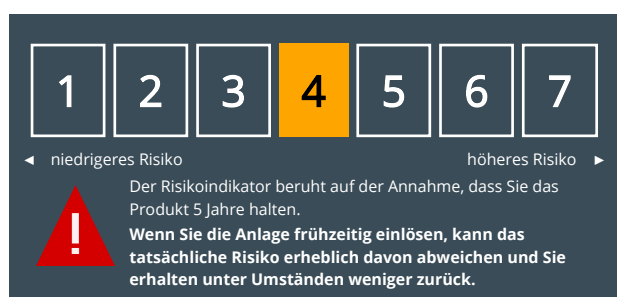 1 2 3 4 5 6 7
◄ niedrigeres Risiko höheres Risiko ►
Der Risikoindikator beruht auf der Annahme, dass Sie das
Produkt 5 Jahre halten.
Wenn Sie die Anlage frühzeitig einlösen, kann das
tatsächliche Risiko erheblich davon abweichen und Sie
erhalten unter Umständen weniger zurück.
!